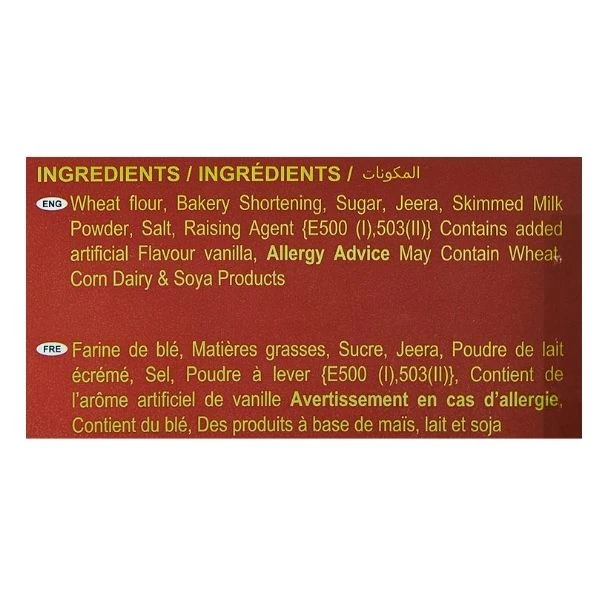 INGREDIENTS / INGRÉDIENTS / المكونات
ENG Wheat flour, Bakery Shortening, Sugar, Jeera, Skimmed Milk
Powder, Salt, Raising Agent {E500 (I),503(II)} Contains added
artificial Flavour vanilla, Allergy Advice May Contain Wheat,
Corn Dairy & Soya Products
FRE Farine de blé, Matières grasses, Sucre, Jeera, Poudre de lait
écrémé, Sel, Poudre à lever {E500 (I),503(II)}, Contient de
l'arôme artificiel de vanille Avertissement en cas d'allergie,
Contient du blé, Des produits à base de maïs, lait et soja